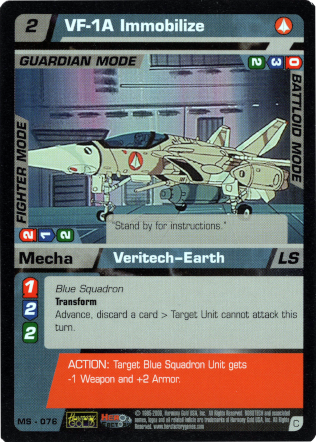 2 VF-1A Immobilize
GUARDIAN MODE
2 3 0
BATTLOID MODE
FIGHTER MODE
2 1 2
"Stand by for instructions."
Mecha Veritech-Earth LS
1 Blue Squadron
2 Transform
2 Advance, discard a card > Target Unit cannot attack this
turn.
ACTION: Target Blue Squadron Unit gets
-1 Weapon and +2 Armor.
MS - 076
Harmony
GOLD
C